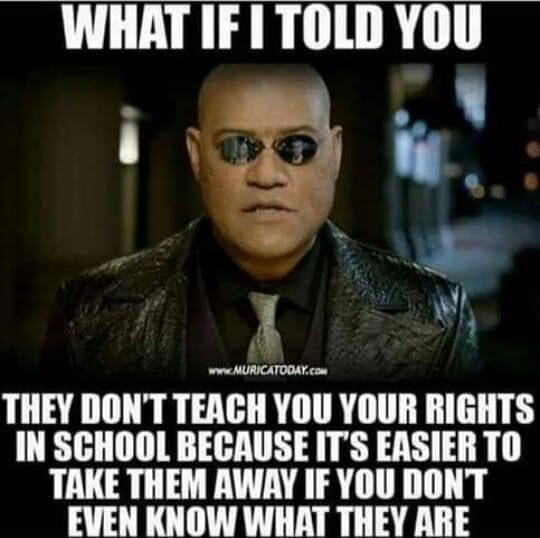 WHAT IF I TOLD YOU
www.MURICATODAY.com
THEY DON'T TEACH YOU YOUR RIGHTS
IN SCHOOL BECAUSE IT'S EASIER TO
TAKE THEM AWAY IF YOU DON'T
EVEN KNOW WHAT THEY ARE